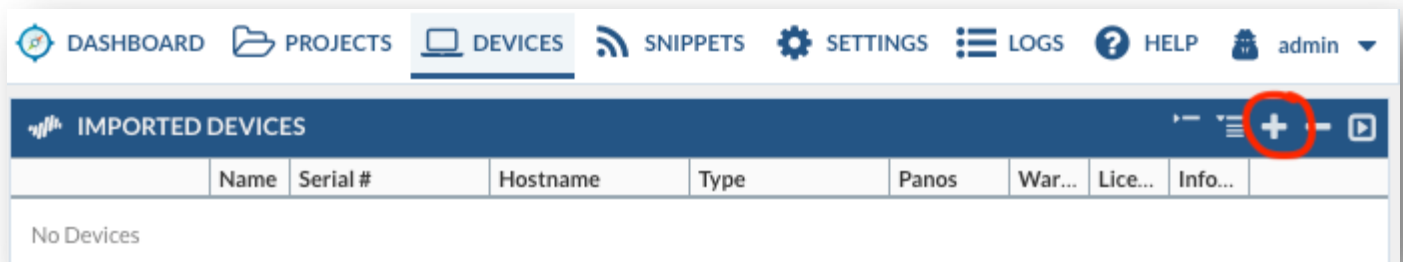 DASHBOARD PROJECTS DEVICES SNIPPETS SETTINGS LOGS HELP admin
IMPORTED DEVICES
Name Serial # Hostname Type Panos War... Lice... Info...
No Devices